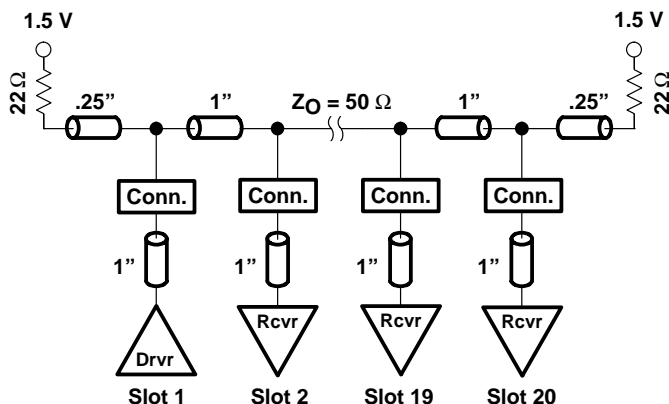 1.5 V
1.5 V
22 Ω
.25”
1”
ZO = 50 Ω
1”
.25”
22 Ω
Conn.
Conn.
Conn.
Conn.
1”
1”
1”
1”
Drvr
Rcvr
Rcvr
Rcvr
Slot 1
Slot 2
Slot 19
Slot 20